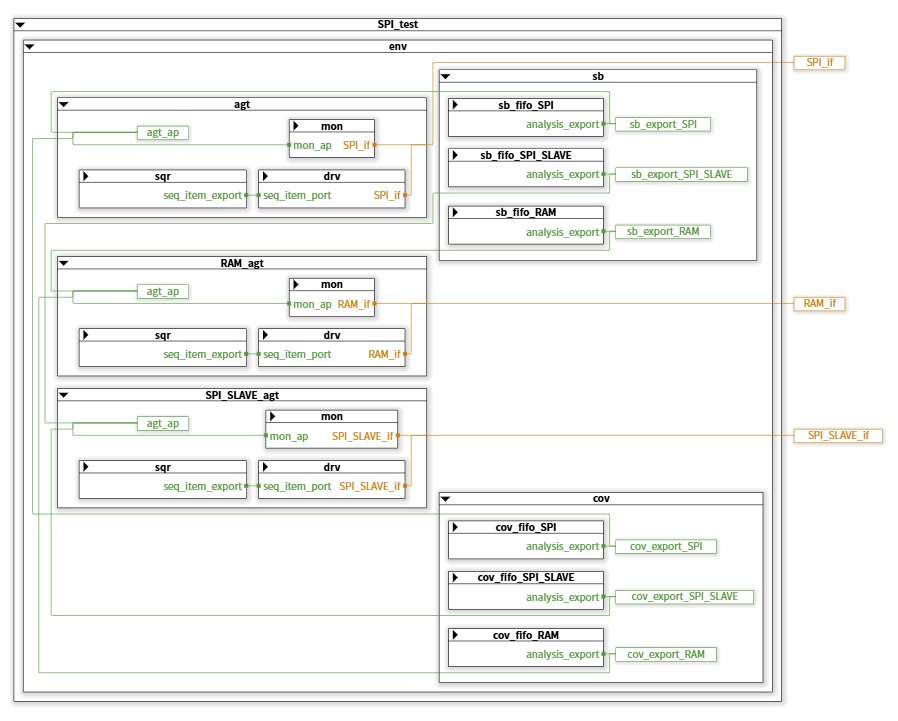 SPI_test
env
SPI_if
sb
agt
sb_fifo_SPI
analysis_export
sb_export_SPI
agt_ap
mon
mon_ap SPI_if
sb_fifo_SPI_SLAVE
analysis_export
sb_export_SPI_SLAVE
sqr
seq_item_export
drv
seq_item_port SPI_if
sb_fifo_RAM
analysis_export
sb_export_RAM
RAM_agt
agt_ap
mon
mon_ap RAM_if
RAM_if
sqr
seq_item_export
drv
seq_item_port RAM_if
SPI_SLAVE_agt
agt_ap
mon
mon_ap SPI_SLAVE_if
SPI_SLAVE_if
sqr
seq_item_export
drv
seq_item_port SPI_SLAVE_if
cov
cov_fifo_SPI
analysis_export
cov_export_SPI
cov_fifo_SPI_SLAVE
analysis_export
cov_export_SPI_SLAVE
cov_fifo_RAM
analysis_export
cov_export_RAM